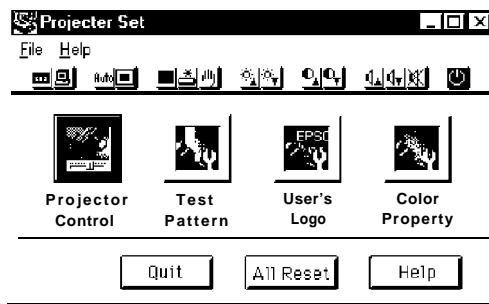 Projecter Set
File Help
Auto
EPSO
Projector Control
Test Pattern
User's Logo
Color Property
Quit All Reset Help